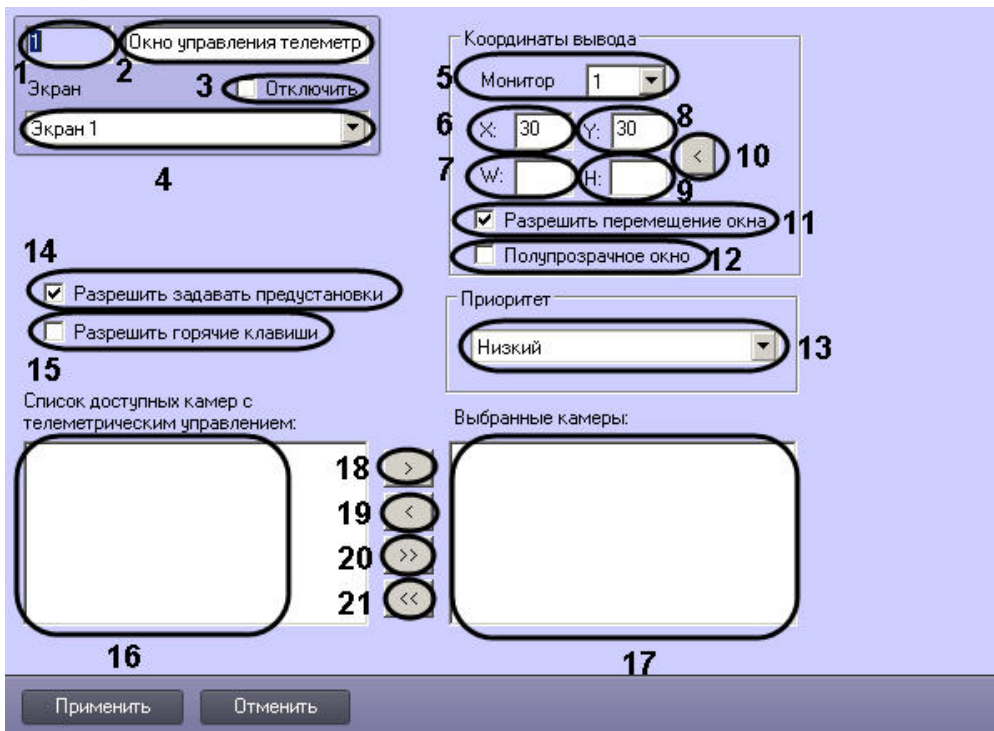 1 Окно управления телеметр
1 2
Экран 3 Отключить
Экран 1
4
Координаты вывода
5 Монитор 1
6 X: 30 Y: 30 8
7 W: H: 9
< 10
Разрешить перемещение окна 11
Полупрозрачное окно 12
14
Разрешить задавать предустановки
Разрешить горячие клавиши
15
Приоритет
Низкий 13
Список доступных камер с
телеметрическим управлением:
Выбранные камеры:
18 >
19 <
20 >>
21 <<
16
17
Применить Отменить